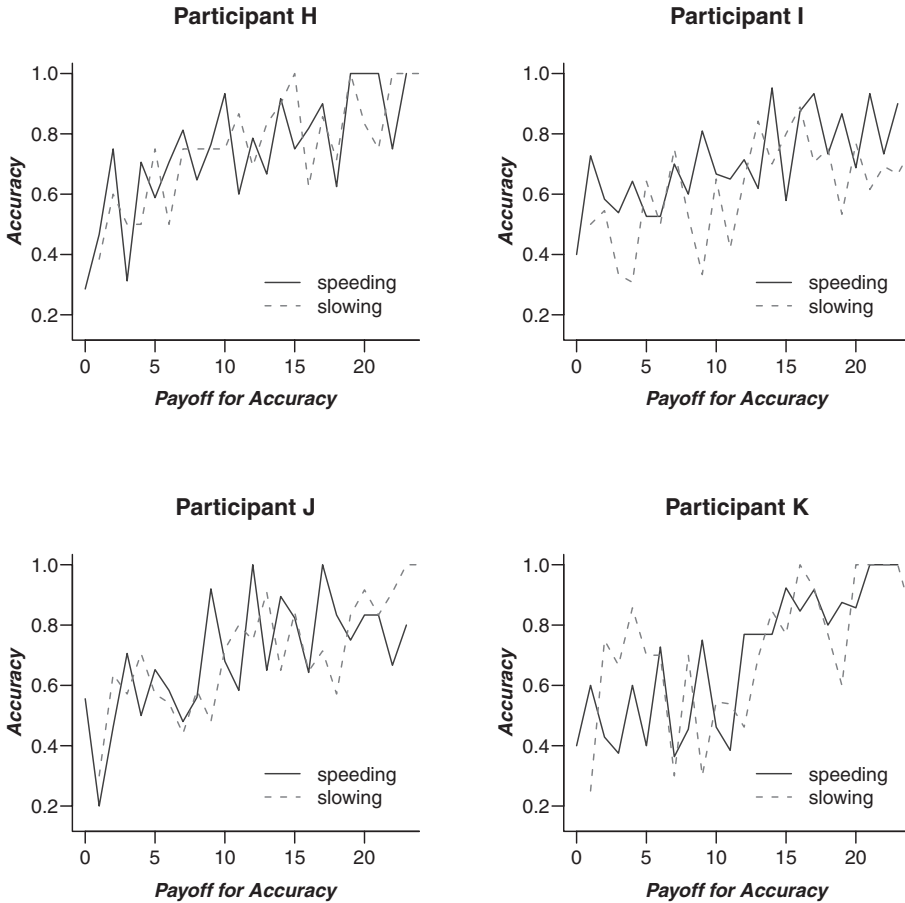 Participant H
1.0
0.8
0.6
0.4
0.2
Accuracy
speeding
slowing
0 5 10 15 20
Payoff for Accuracy
Participant I
1.0
0.8
0.6
0.4
0.2
Accuracy
speeding
slowing
0 5 10 15 20
Payoff for Accuracy
Participant J
1.0
0.8
0.6
0.4
0.2
Accuracy
speeding
slowing
0 5 10 15 20
Payoff for Accuracy
Participant K
1.0
0.8
0.6
0.4
0.2
Accuracy
speeding
slowing
0 5 10 15 20
Payoff for Accuracy